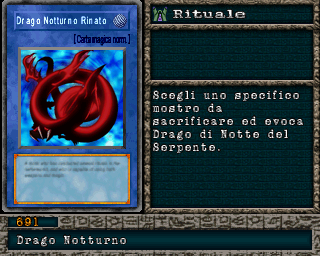 Drago Notturno Rinato
[Carta magica norm.]
Rituale
Scegli uno specifico
mostro da
sacrificare ed evoca
Drago di Notte del
Serpente.
691
Drago Notturno